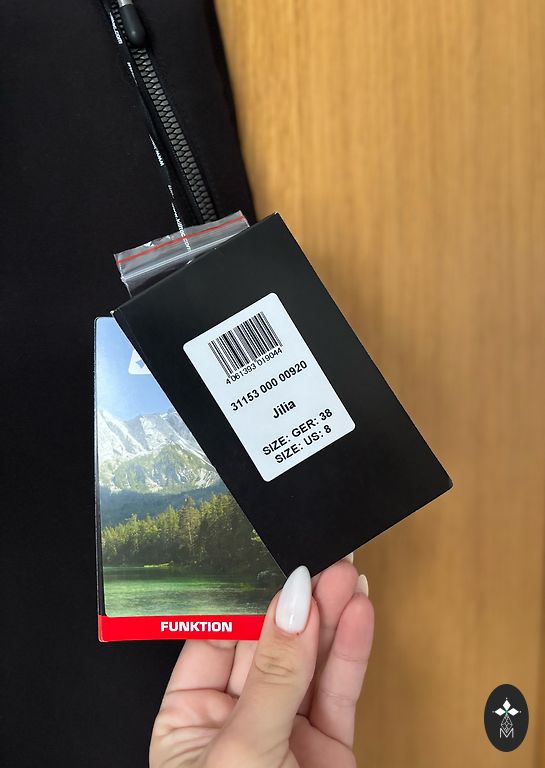 4 061393 019044
31153 000 00920
Jilia
SIZE: GER: 38
SIZE: US: 8
FUNKTION
M